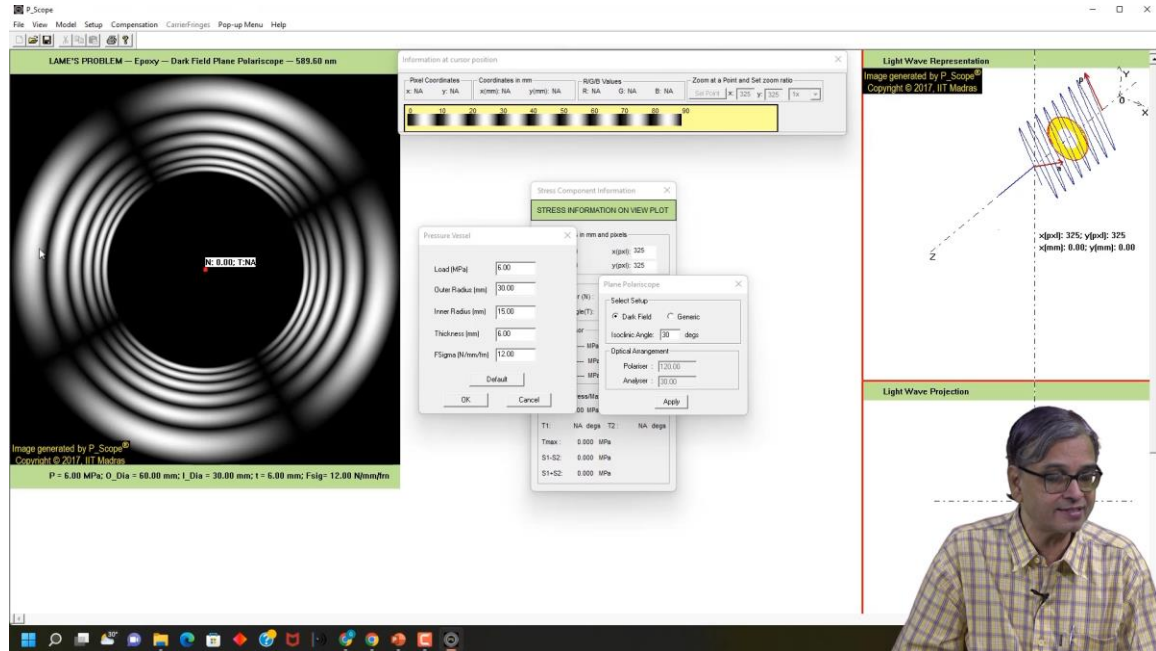 P_Scope
File View Model Setup Compensation CarrierFringes Pop-up Menu Help
LAME'S PROBLEM — Epoxy — Dark Field Plane Polariscope — 589.60 nm
N: 0.00; T:NA
Image generated by P_Scope®
Copyright © 2017, IIT Madras
P = 6.00 MPa; O_Dia = 60.00 mm; I_Dia = 30.00 mm; t = 6.00 mm; Fsig= 12.00 N/mm/frn
Information at cursor position
Pixel Coordinates Coordinates in mm R/G/B Values Zoom at a Point and Set zoom ratio
x: NA y: NA x(mm): NA y(mm): NA R: NA G: NA B: NA Set Point x: 325 y: 325 1x
0 10 20 30 40 50 60 70 80 90
Stress Component Information
STRESS INFORMATION ON VIEW PLOT
in mm and pixels
x(pxl): 325
y(pxl): 325
Pressure Vessel
Load (MPa) 6.00
Outer Radius (mm) 30.00
Inner Radius (mm) 15.00
Thickness (mm) 6.00
FSigma (N/mm/frn) 12.00
Default
OK Cancel
Plane Polariscope
Select Setup
Dark Field Generic
Isoclinic Angle: 30 degs
Optical Arrangement
Polariser : 120.00
Analyser : 30.00
Apply
T1: NA degs T2 : NA degs
Tmax : 0.000 MPa
S1-S2: 0.000 MPa
S1+S2: 0.000 MPa
Light Wave Representation
Image generated by P_Scope®
Copyright © 2017, IIT Madras
Y
X
Z
x(pxl): 325; y(pxl): 325
x(mm): 0.00; y(mm): 0.00
Light Wave Projection
30°